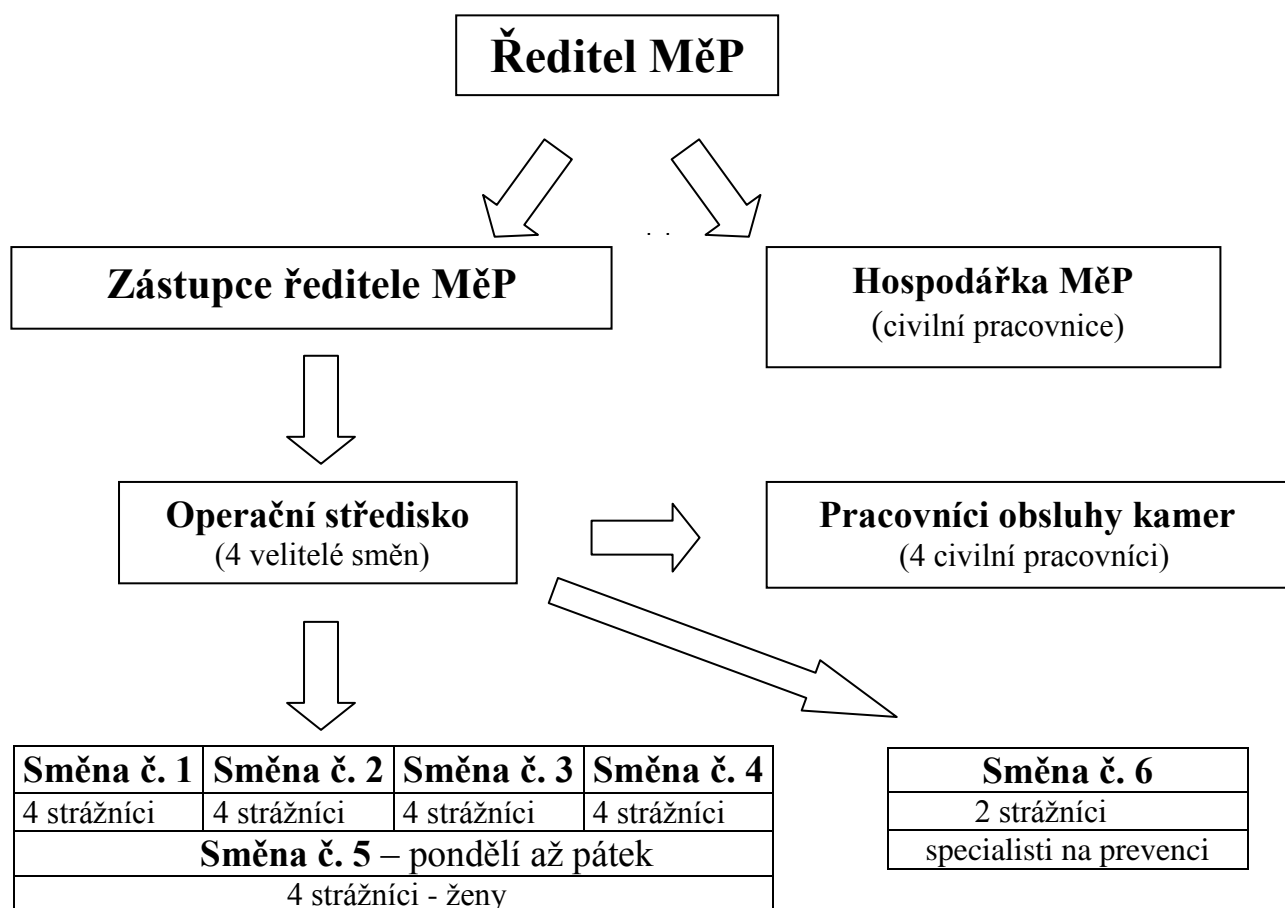 Ředitel MěP
Zástupce ředitele MěP
Hospodářka MěP
(civilní pracovnice)
Operační středisko
(4 velitelé směn)
Pracovníci obsluhy kamer
(4 civilní pracovníci)
Směna č. 1 Směna č. 2 Směna č. 3 Směna č. 4
4 strážníci 4 strážníci 4 strážníci 4 strážníci
Směna č. 5 – pondělí až pátek
4 strážníci - ženy
Směna č. 6
2 strážníci
specialisti na prevenci